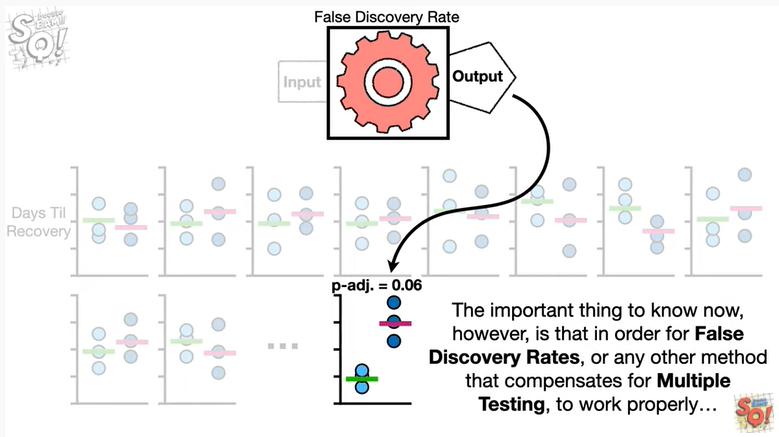 False Discovery Rate
Input
Output
Days Til
Recovery
p-adj. = 0.06
The important thing to know now,
however, is that in order for False
Discovery Rates, or any other method
that compensates for Multiple
Testing, to work properly…
SQ!